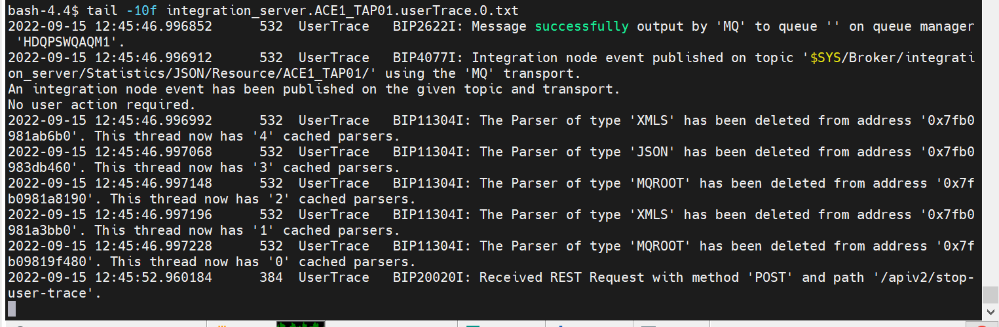 bash-4.4$ tail -10f integration_server.ACE1_TAP01.userTrace.0.txt
2022-09-15 12:45:46.996852      532  UserTrace   BIP2622I: Message successfully output by 'MQ' to queue '' on queue manager
 'HDQPSWQAQM1'.
2022-09-15 12:45:46.996912      532  UserTrace   BIP4077I: Integration node event published on topic '$SYS/Broker/integrati
on_server/Statistics/JSON/Resource/ACE1_TAP01/' using the 'MQ' transport.
An integration node event has been published on the given topic and transport.
No user action required.
2022-09-15 12:45:46.996992      532  UserTrace   BIP11304I: The Parser of type 'XMLS' has been deleted from address '0x7fb0
981ab6b0'. This thread now has '4' cached parsers.
2022-09-15 12:45:46.997068      532  UserTrace   BIP11304I: The Parser of type 'JSON' has been deleted from address '0x7fb0
983db460'. This thread now has '3' cached parsers.
2022-09-15 12:45:46.997148      532  UserTrace   BIP11304I: The Parser of type 'MQROOT' has been deleted from address '0x7f
b0981a8190'. This thread now has '2' cached parsers.
2022-09-15 12:45:46.997196      532  UserTrace   BIP11304I: The Parser of type 'XMLS' has been deleted from address '0x7fb0
981a3bb0'. This thread now has '1' cached parsers.
2022-09-15 12:45:46.997228      532  UserTrace   BIP11304I: The Parser of type 'MQROOT' has been deleted from address '0x7f
b09819f480'. This thread now has '0' cached parsers.
2022-09-15 12:45:52.960184      384  UserTrace   BIP20020I: Received REST Request with method 'POST' and path '/apiv2/stop-
user-trace'.